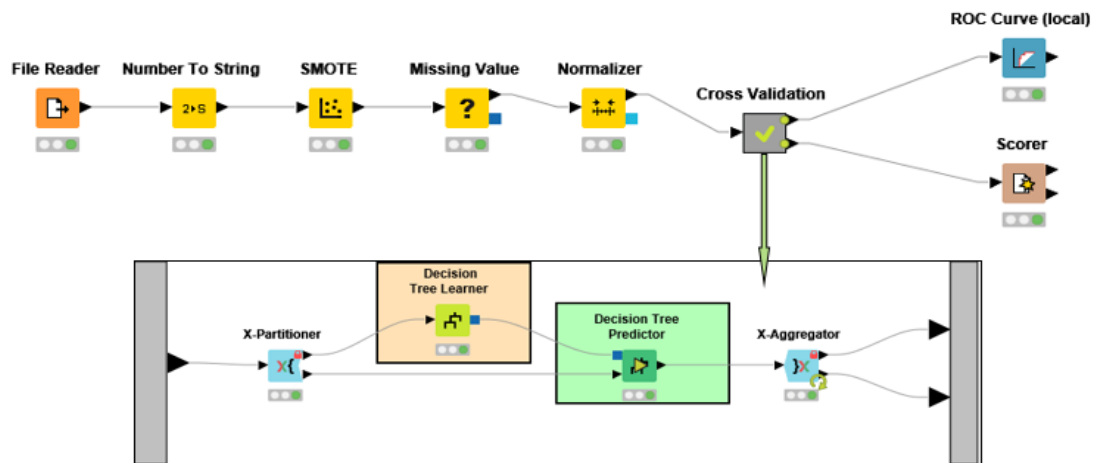 ROC Curve (local)
File Reader
Number To String
SMOTE
Missing Value
Normalizer
2▸S
?
Cross Validation
Scorer
Decision
Tree Learner
X-Partitioner
X{
Decision Tree
Predictor
X-Aggregator
}X